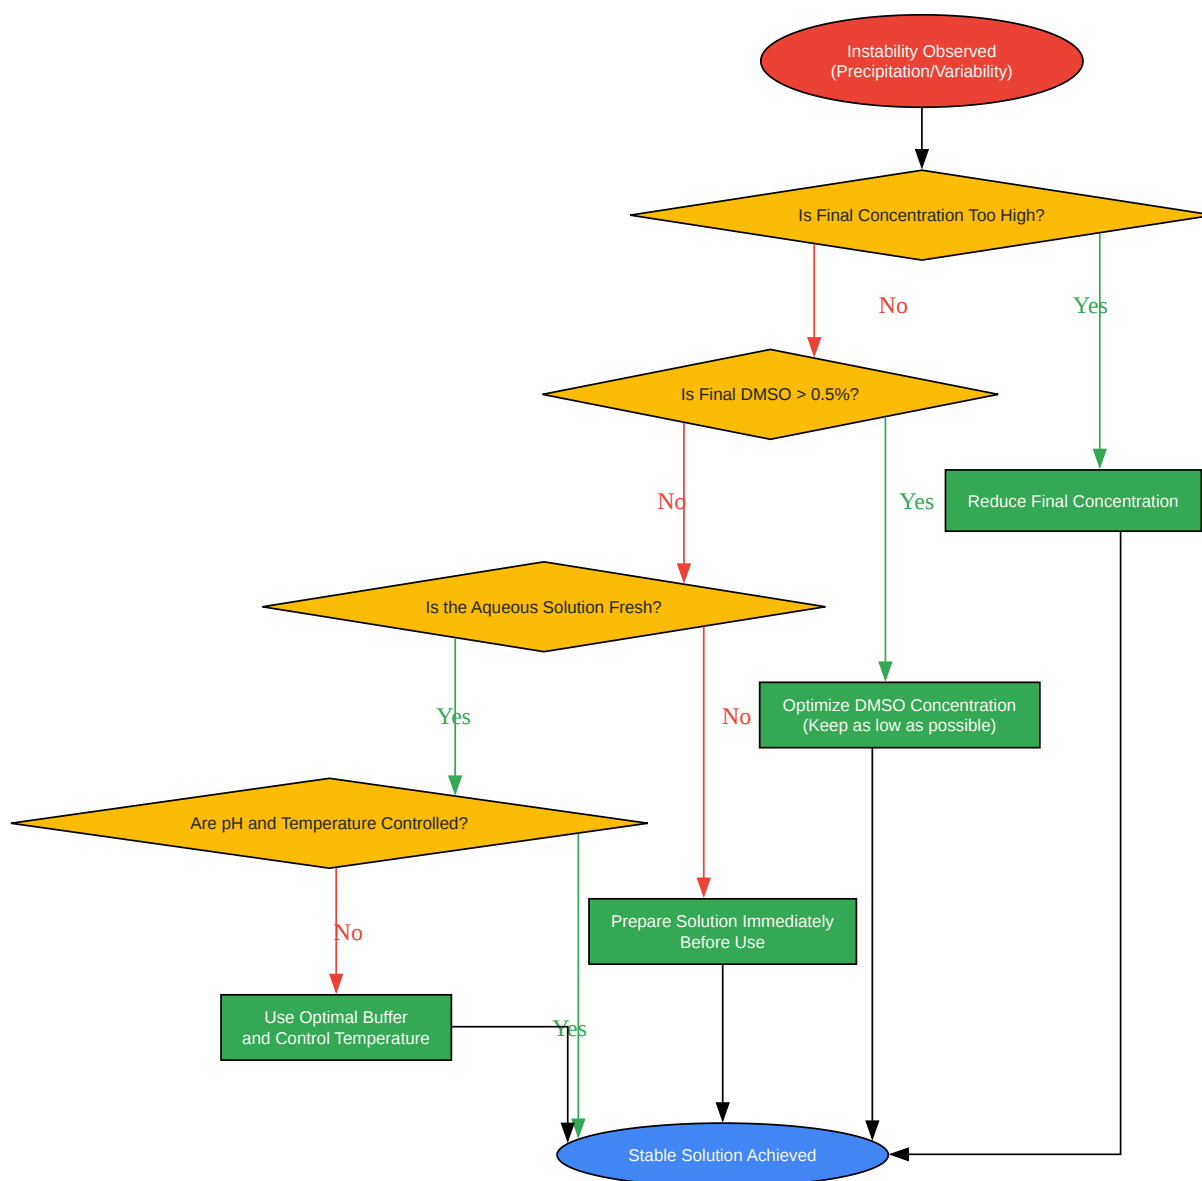 Instability Observed
(Precipitation/Variability)
Is Final Concentration Too High?
No
Yes
Is Final DMSO > 0.5%?
No
Yes
Reduce Final Concentration
Is the Aqueous Solution Fresh?
Yes
No
Optimize DMSO Concentration
(Keep as low as possible)
Are pH and Temperature Controlled?
No
Prepare Solution Immediately
Before Use
Use Optimal Buffer
and Control Temperature
Yes
Stable Solution Achieved